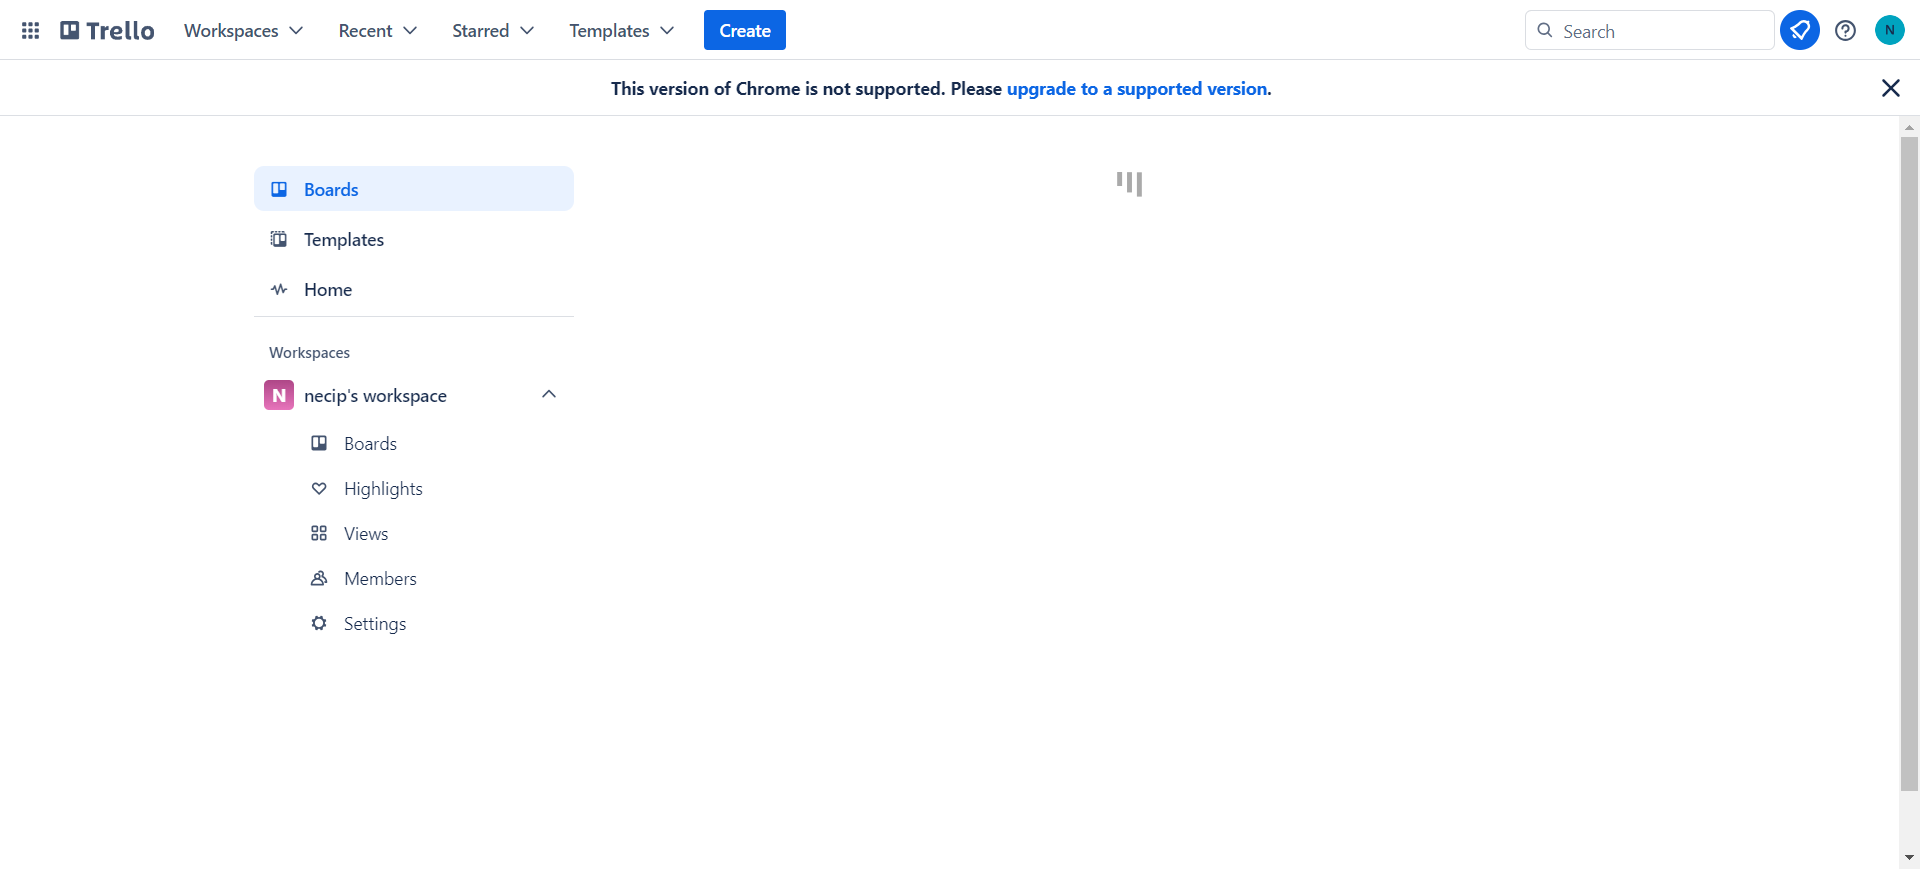 Trello Workspaces Recent Starred Templates Create Search N
This version of Chrome is not supported. Please upgrade to a supported version.
Boards
Templates
Home
Workspaces
N necip's workspace
Boards
Highlights
Views
Members
Settings